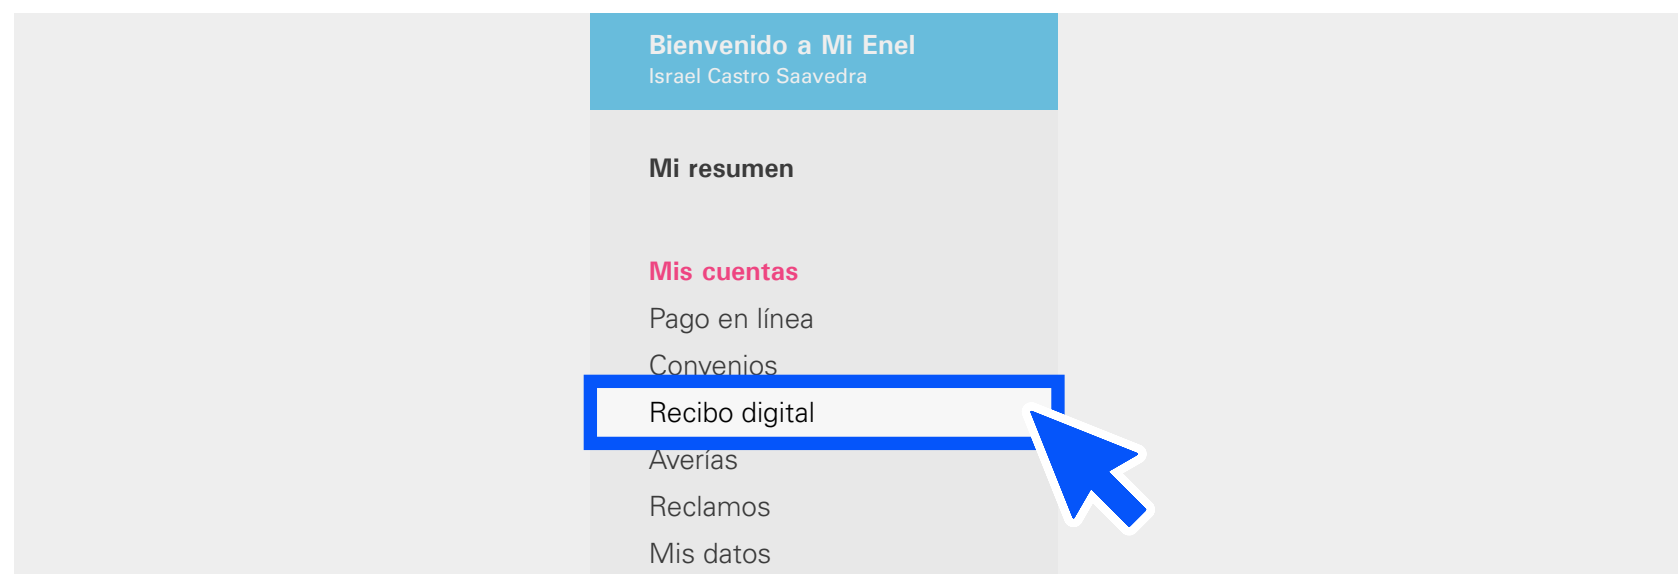 Bienvenido a Mi Enel
Israel Castro Saavedra
Mi resumen
Mis cuentas
Pago en línea
Convenios
Recibo digital
Averías
Reclamos
Mis datos